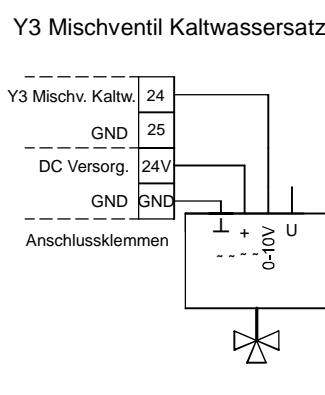 Y3 Mischventil Kaltwassersatz
Y3 Mischv. Kaltw. 24
GND 25
DC Versorg. 24V
GND GND
Anschlussklemmen
⊥ + 0-10V U
~ ~ ~ ~